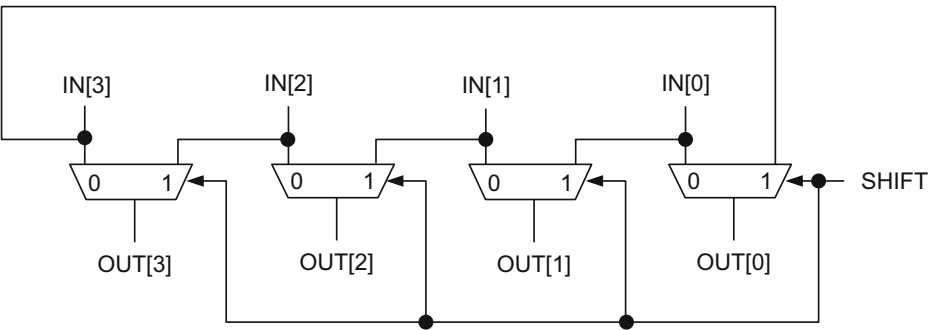 IN[3] IN[2] IN[1] IN[0]
0 1 0 1 0 1 0 1 SHIFT
OUT[3] OUT[2] OUT[1] OUT[0]